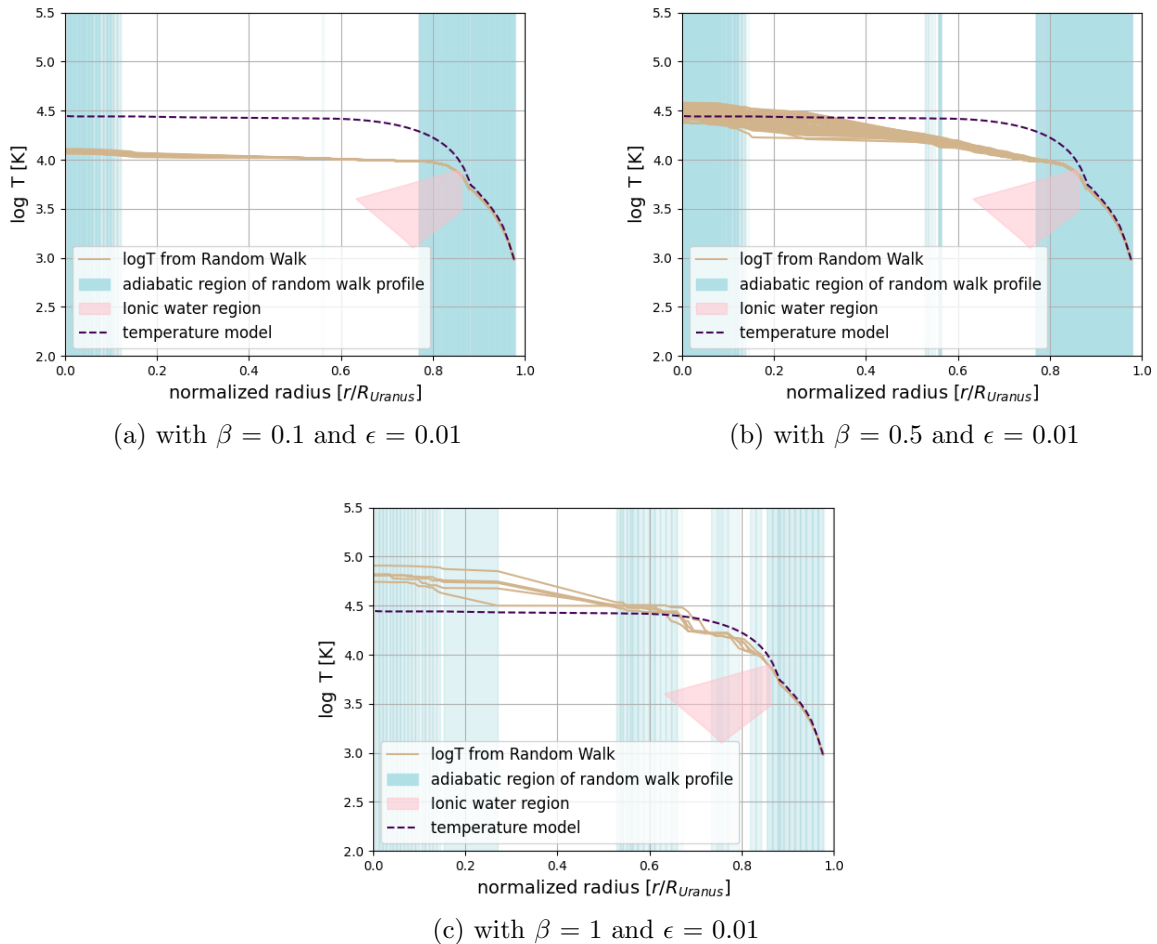 5.5
5.0
4.5
4.0
3.5
3.0
2.5
2.0
log T [K]
logT from Random Walk
adiabatic region of random walk profile
Ionic water region
temperature model
0.0 0.2 0.4 0.6 0.8 1.0
normalized radius [r/R_Uranus]
(a) with β = 0.1 and ϵ = 0.01
5.5
5.0
4.5
4.0
3.5
3.0
2.5
2.0
log T [K]
logT from Random Walk
adiabatic region of random walk profile
Ionic water region
temperature model
0.0 0.2 0.4 0.6 0.8 1.0
normalized radius [r/R_Uranus]
(b) with β = 0.5 and ϵ = 0.01
5.5
5.0
4.5
4.0
3.5
3.0
2.5
2.0
log T [K]
logT from Random Walk
adiabatic region of random walk profile
Ionic water region
temperature model
0.0 0.2 0.4 0.6 0.8 1.0
normalized radius [r/R_Uranus]
(c) with β = 1 and ϵ = 0.01